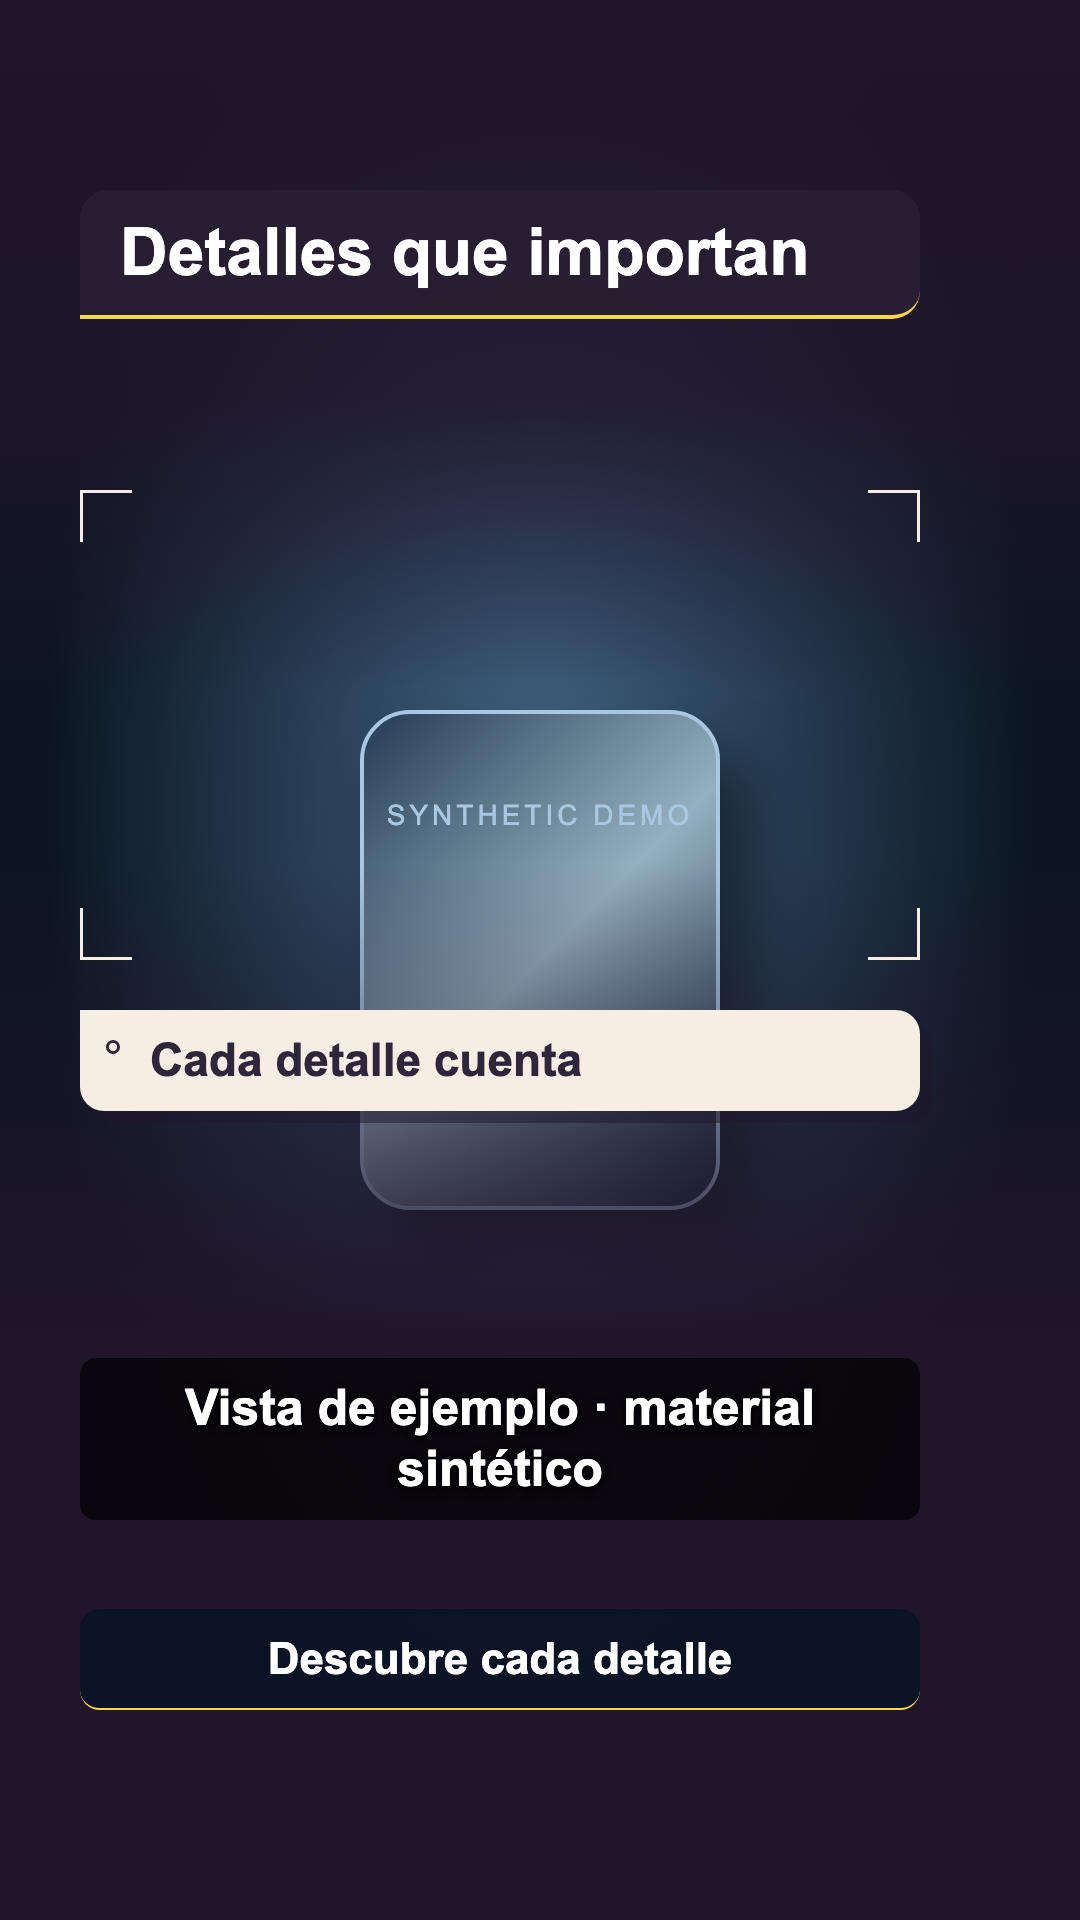 Detalles que importan
SYNTHETIC DEMO
Cada detalle cuenta
Vista de ejemplo · material
sintético
Descubre cada detalle